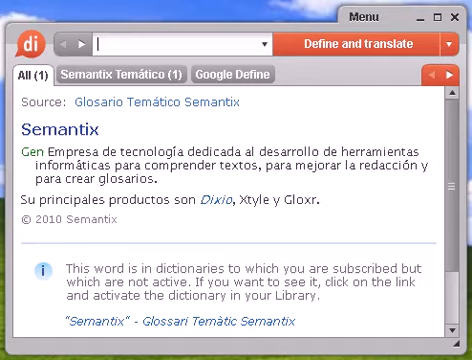 Menu
di
Define and translate
All (1)
Semantix Temático (1)
Google Define
Source: Glosario Temático Semantix
Semantix
Gen Empresa de tecnología dedicada al desarrollo de herramientas
informáticas para comprender textos, para mejorar la redacción y
para crear glosarios.
Su principales productos son Dixio, Xtyle y Gloxr.
© 2010 Semantix
i
This word is in dictionaries to which you are subscribed but
which are not active. If you want to see it, click on the link
and activate the dictionary in your Library.
"Semantix" - Glossari Temàtic Semantix